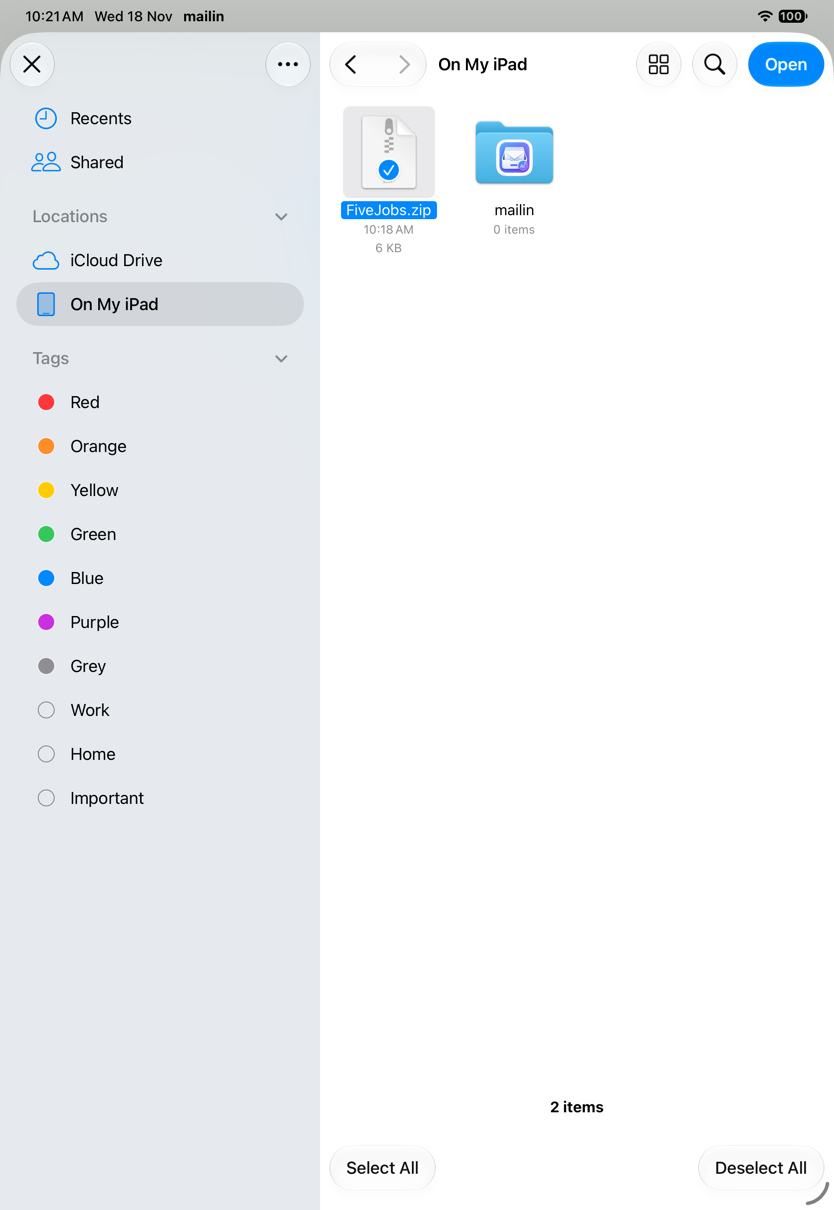 10:21 AM Wed 18 Nov mailin
100
On My iPad
Open
Recents
Shared
Locations
iCloud Drive
On My iPad
Tags
Red
Orange
Yellow
Green
Blue
Purple
Grey
Work
Home
Important
FiveJobs.zip
10:18 AM
6 KB
mailin
0 items
2 items
Select All
Deselect All